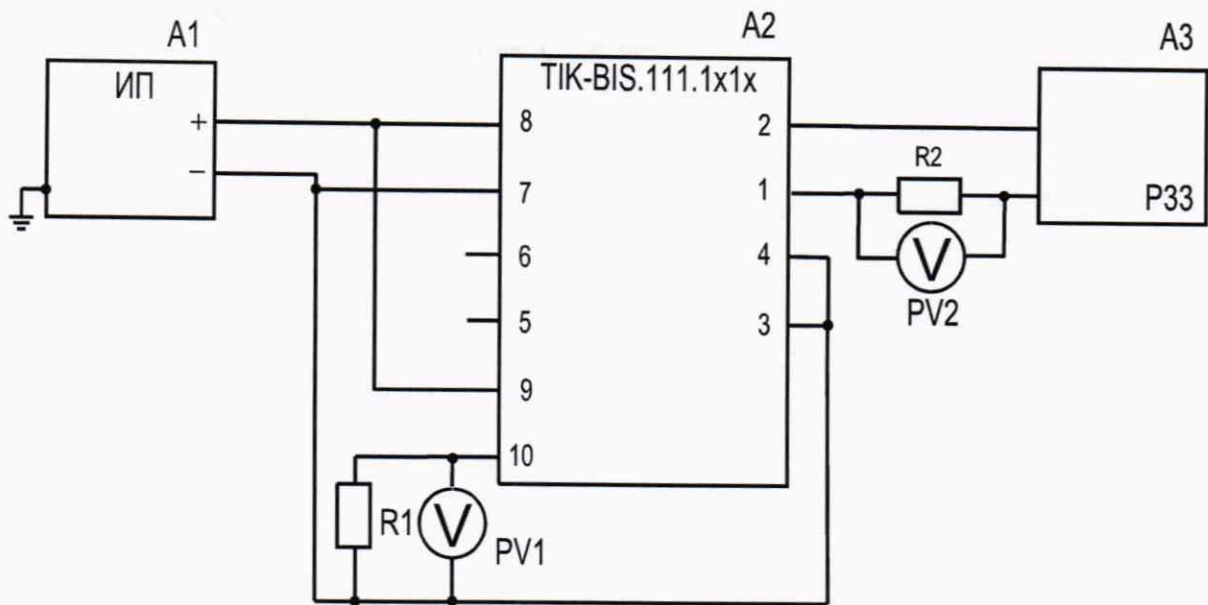 A1
A2
A3
ИП
TIK-BIS.111.1x1x
+
8
2
−
R2
7
1
P33
6
4
V
PV2
5
3
9
10
R1
V
PV1